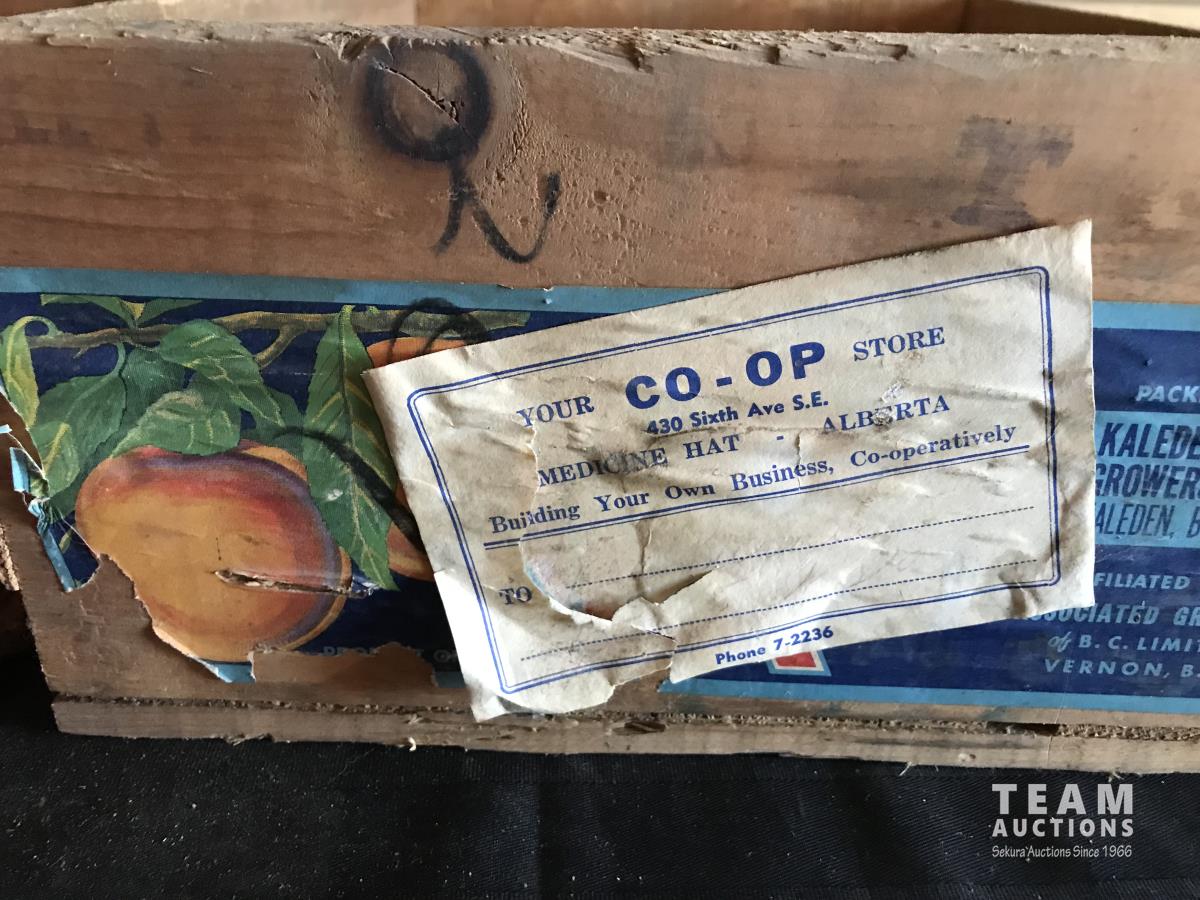 YOUR CO-OP STORE
430 Sixth Ave S.E.
MEDICINE HAT - ALBERTA
Building Your Own Business, Co-operatively
TO
Phone 7-2236
PACK
KALEDE
GROWER
ALEDEN, B
FILIATED
SOCIATED GR
of B. C. LIMIT
VERNON, B
TEAM
AUCTIONS
Sekura Auctions Since 1966